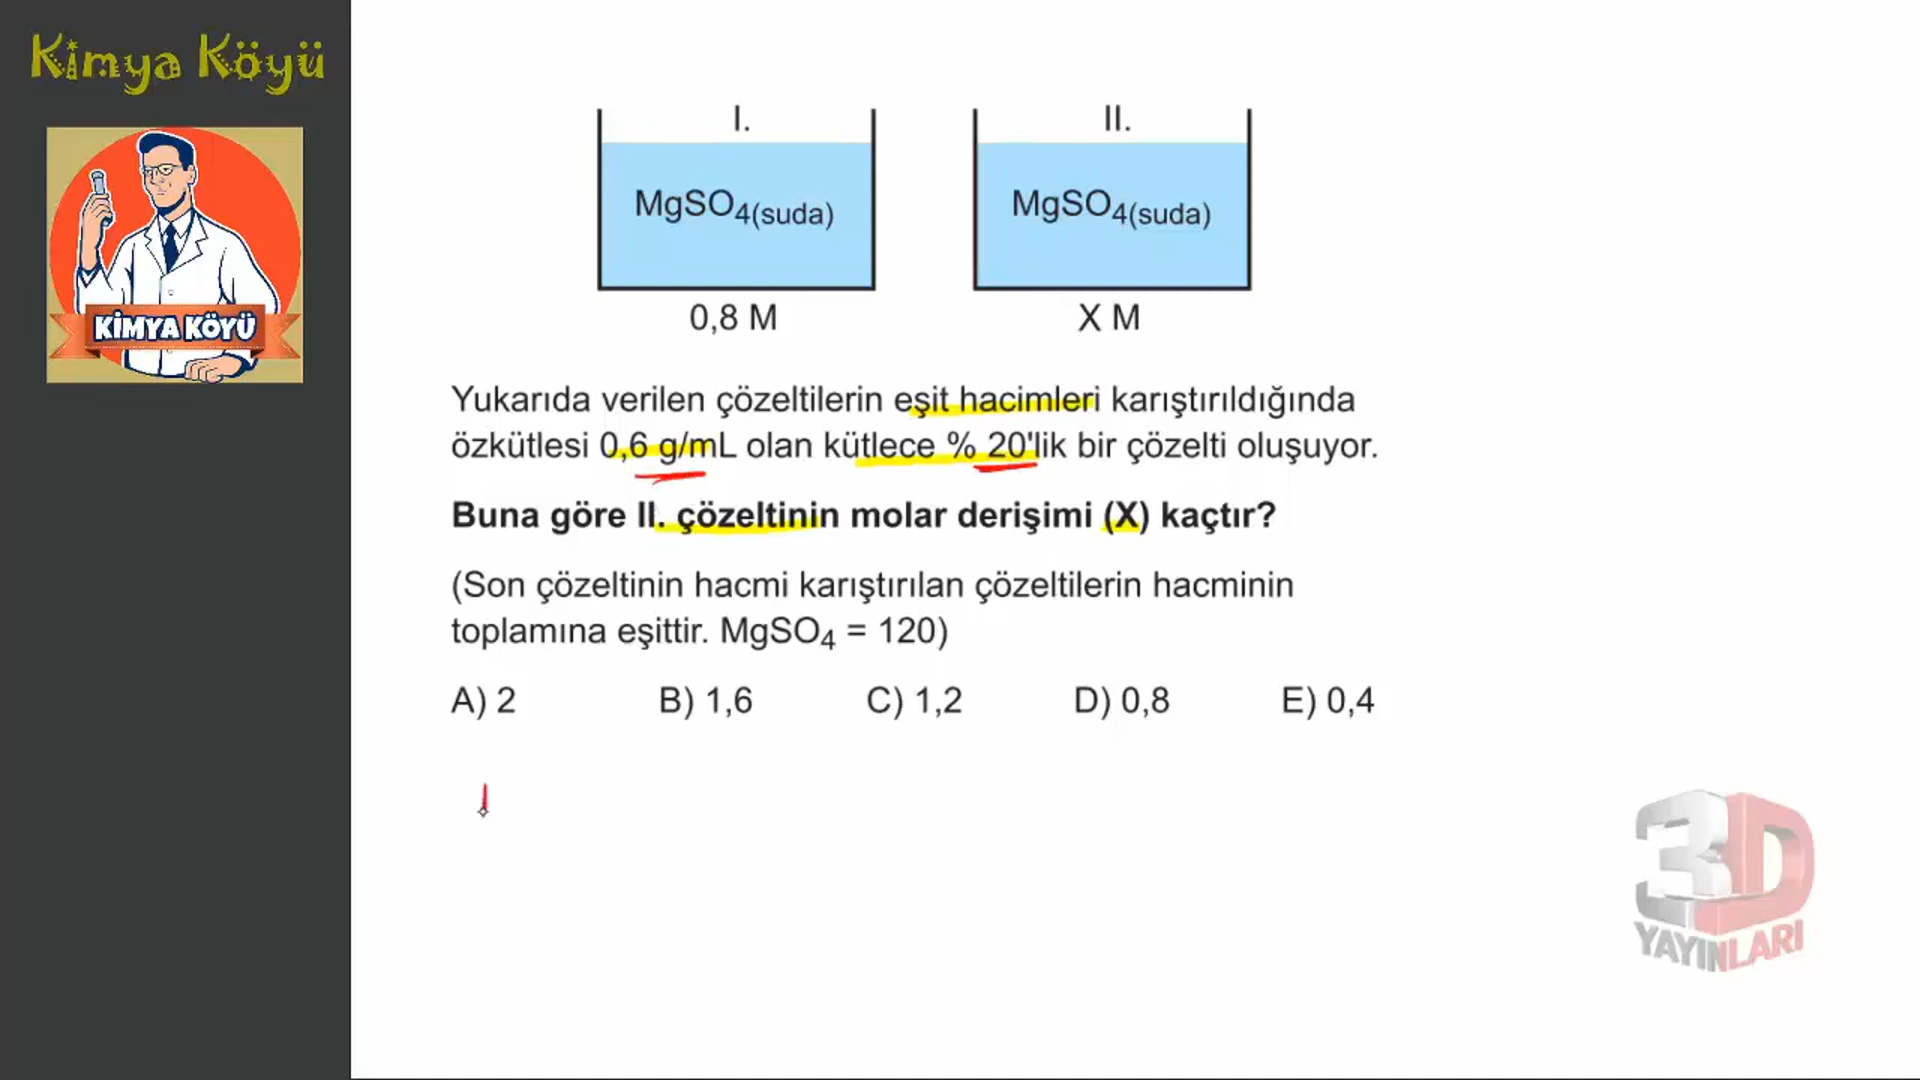 Kimya Köyü
KİMYA KÖYÜ
I.
II.
MgSO4(suda)
MgSO4(suda)
0,8 M
X M
Yukarıda verilen çözeltilerin eşit hacimleri karıştırıldığında
özkütlesi 0,6 g/mL olan kütlece % 20'lik bir çözelti oluşuyor.
Buna göre II. çözeltinin molar derişimi (X) kaçtır?
(Son çözeltinin hacmi karıştırılan çözeltilerin hacminin
toplamına eşittir. MgSO4 = 120)
A) 2 B) 1,6 C) 1,2 D) 0,8 E) 0,4
3D
YAYINLARI